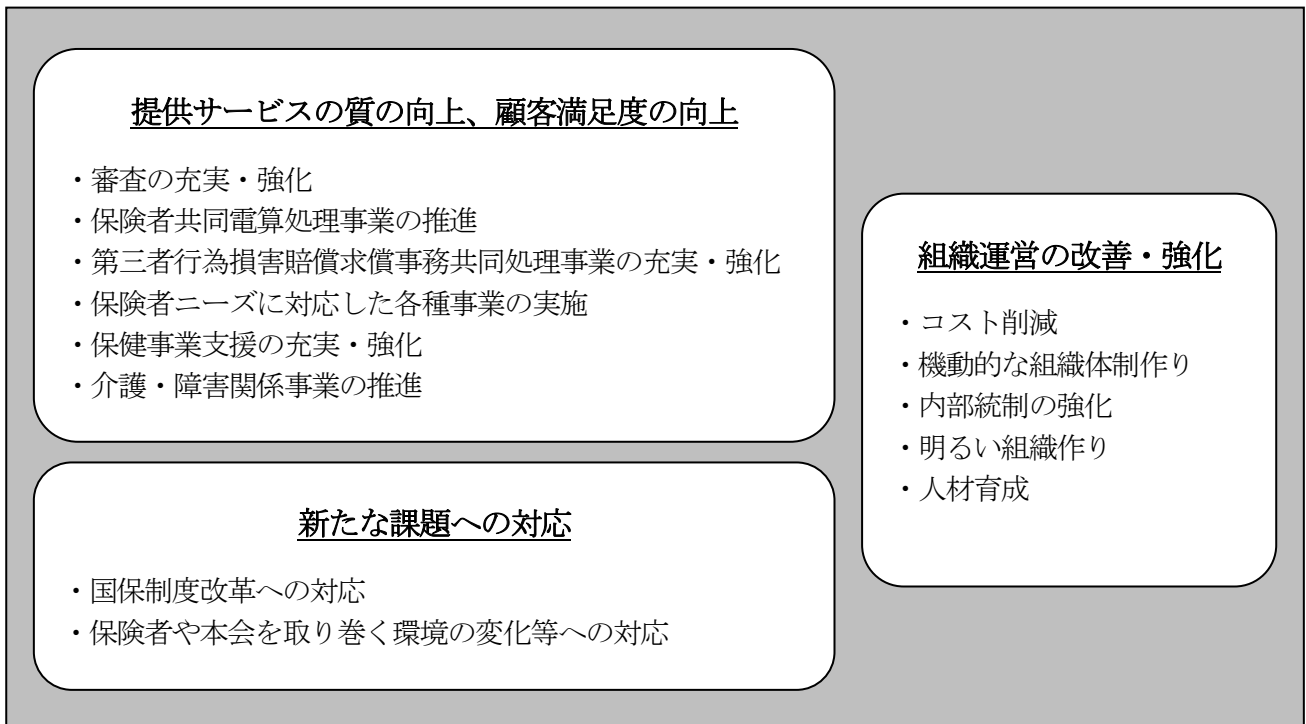 提供サービスの質の向上、顧客満足度の向上
・審査の充実・強化
・保険者共同電算処理事業の推進
・第三者行為損害賠償求償事務共同処理事業の充実・強化
・保険者ニーズに対応した各種事業の実施
・保健事業支援の充実・強化
・介護・障害関係事業の推進
新たな課題への対応
・国保制度改革への対応
・保険者や本会を取り巻く環境の変化等への対応
組織運営の改善・強化
・コスト削減
・機動的な組織体制作り
・内部統制の強化
・明るい組織作り
・人材育成